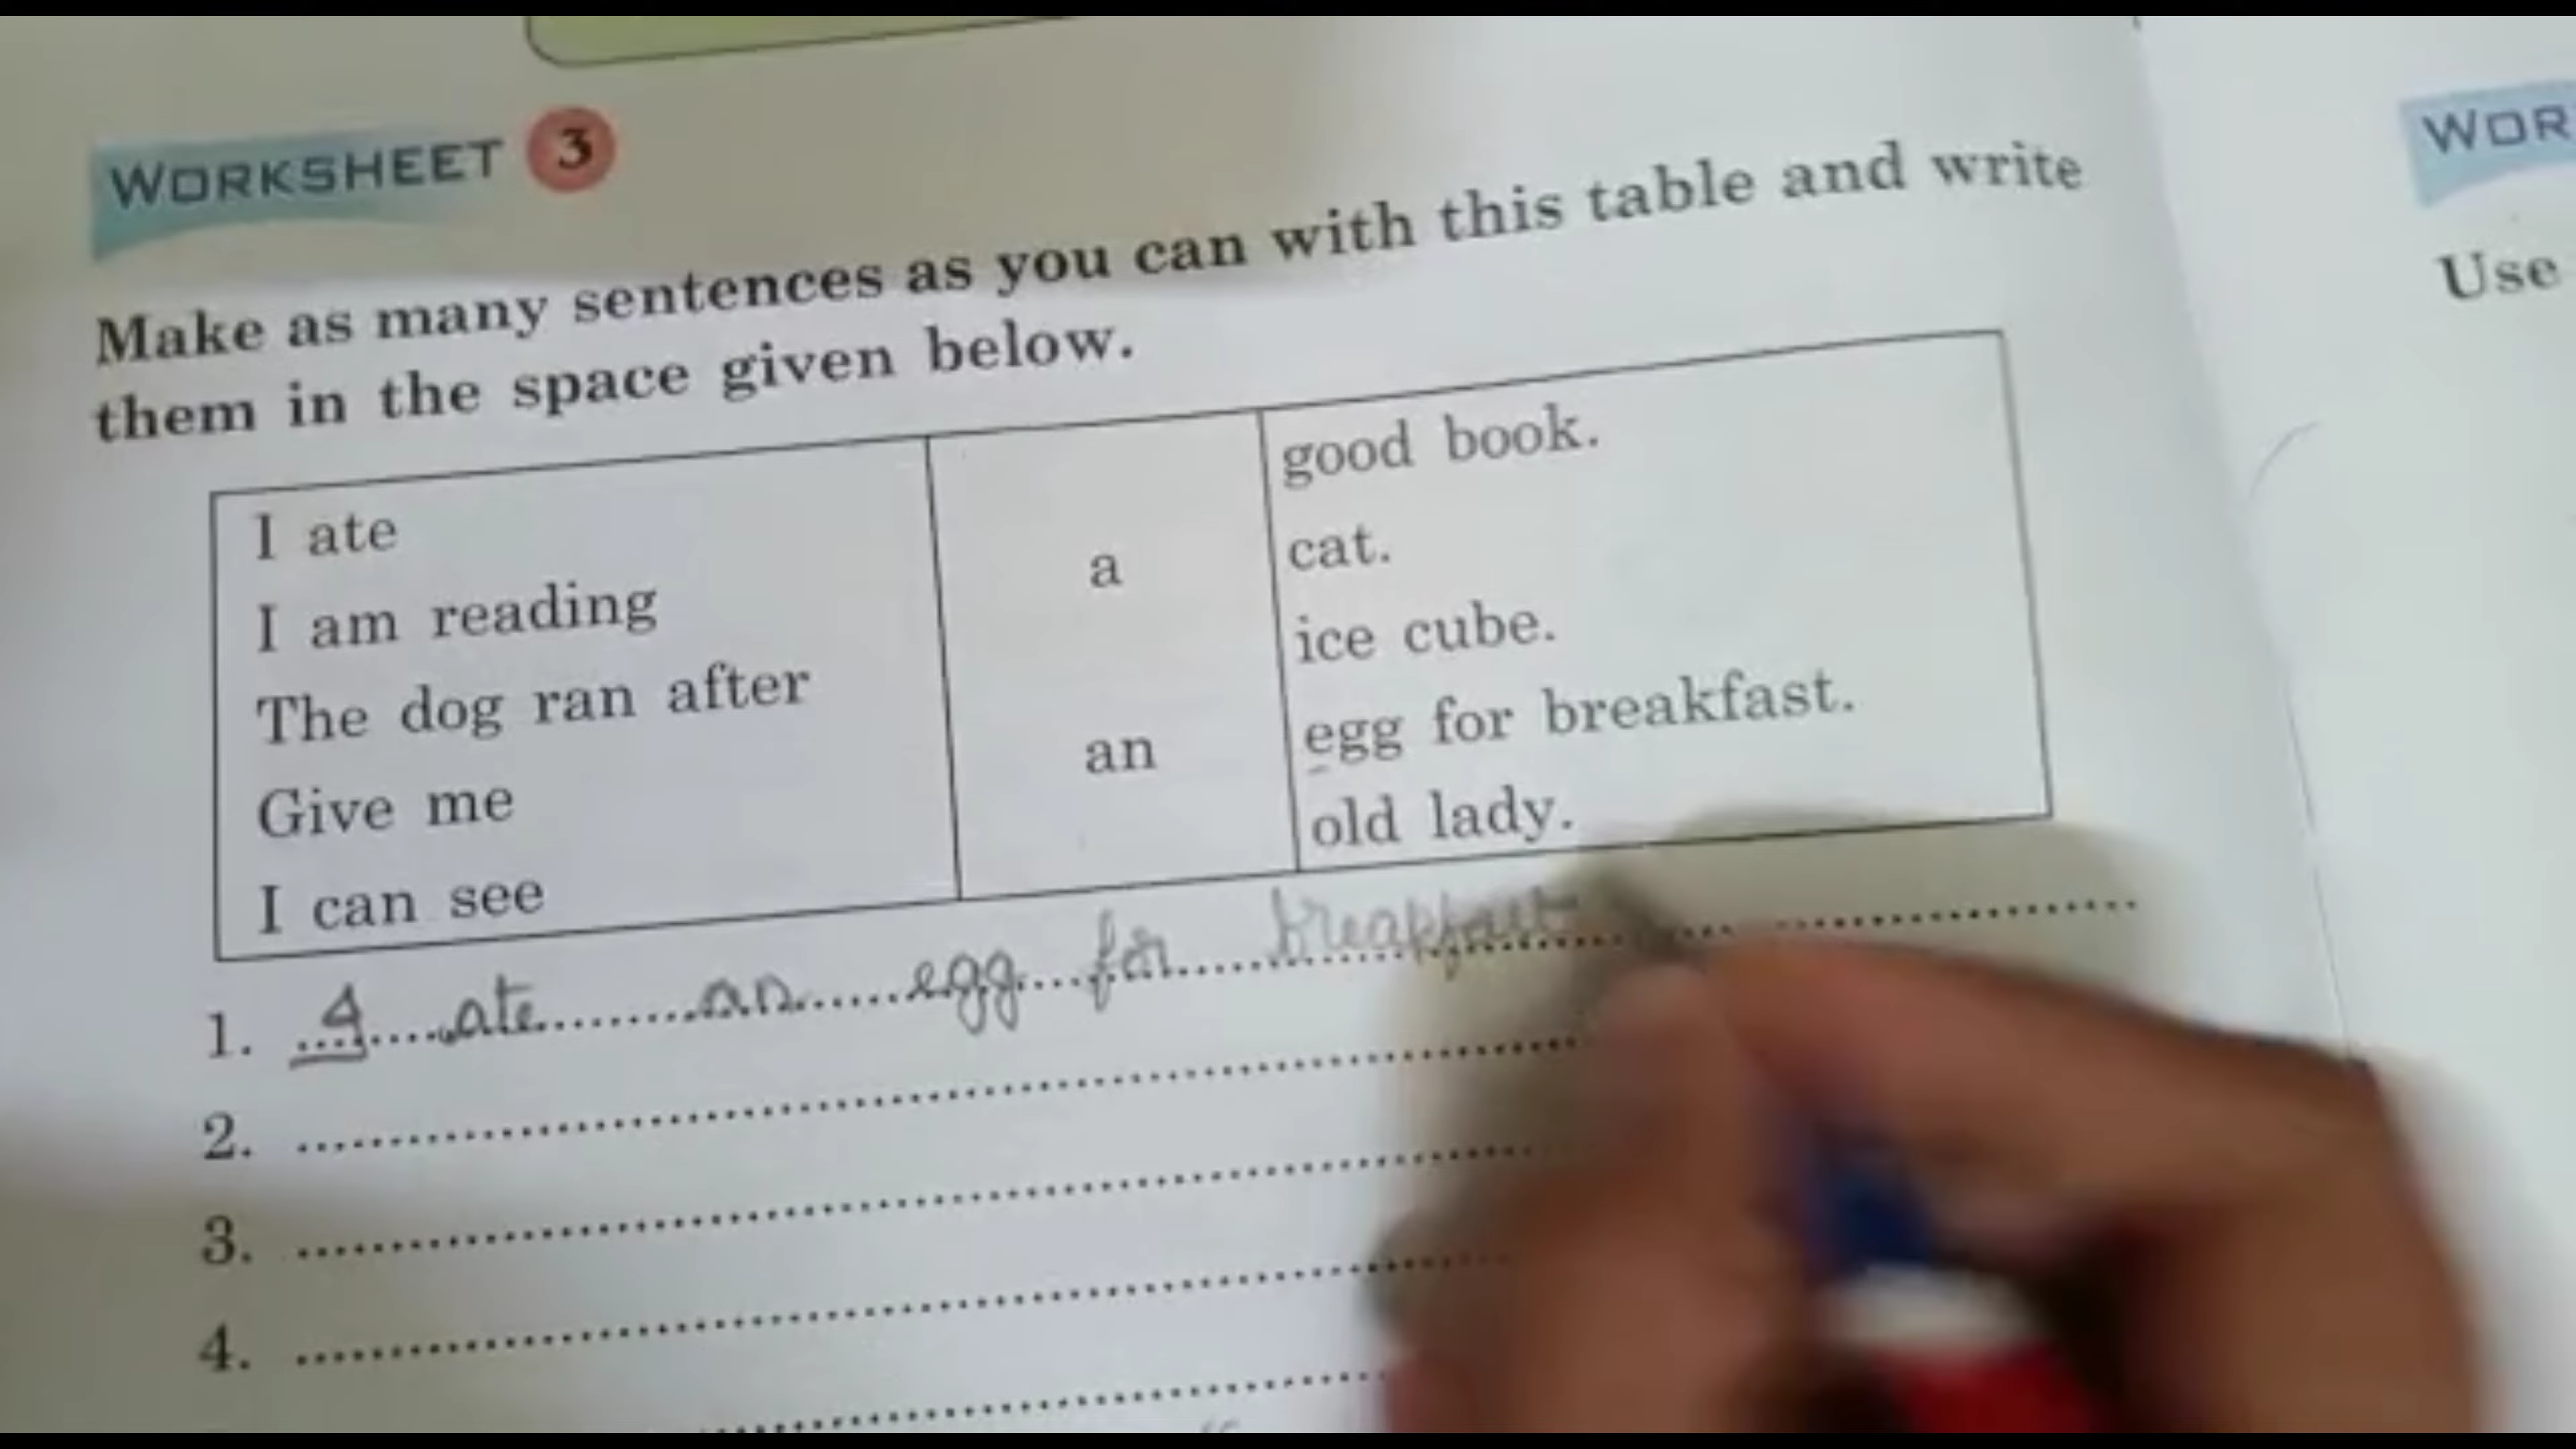 WORKSHEET 3
WOR
Make as many sentences as you can with this table and write
them in the space given below.
Use
I ate
I am reading
The dog ran after
Give me
I can see
a
an
good book.
cat.
ice cube.
egg for breakfast.
old lady.
1. I ate an egg for breakfast
2.
3.
4.